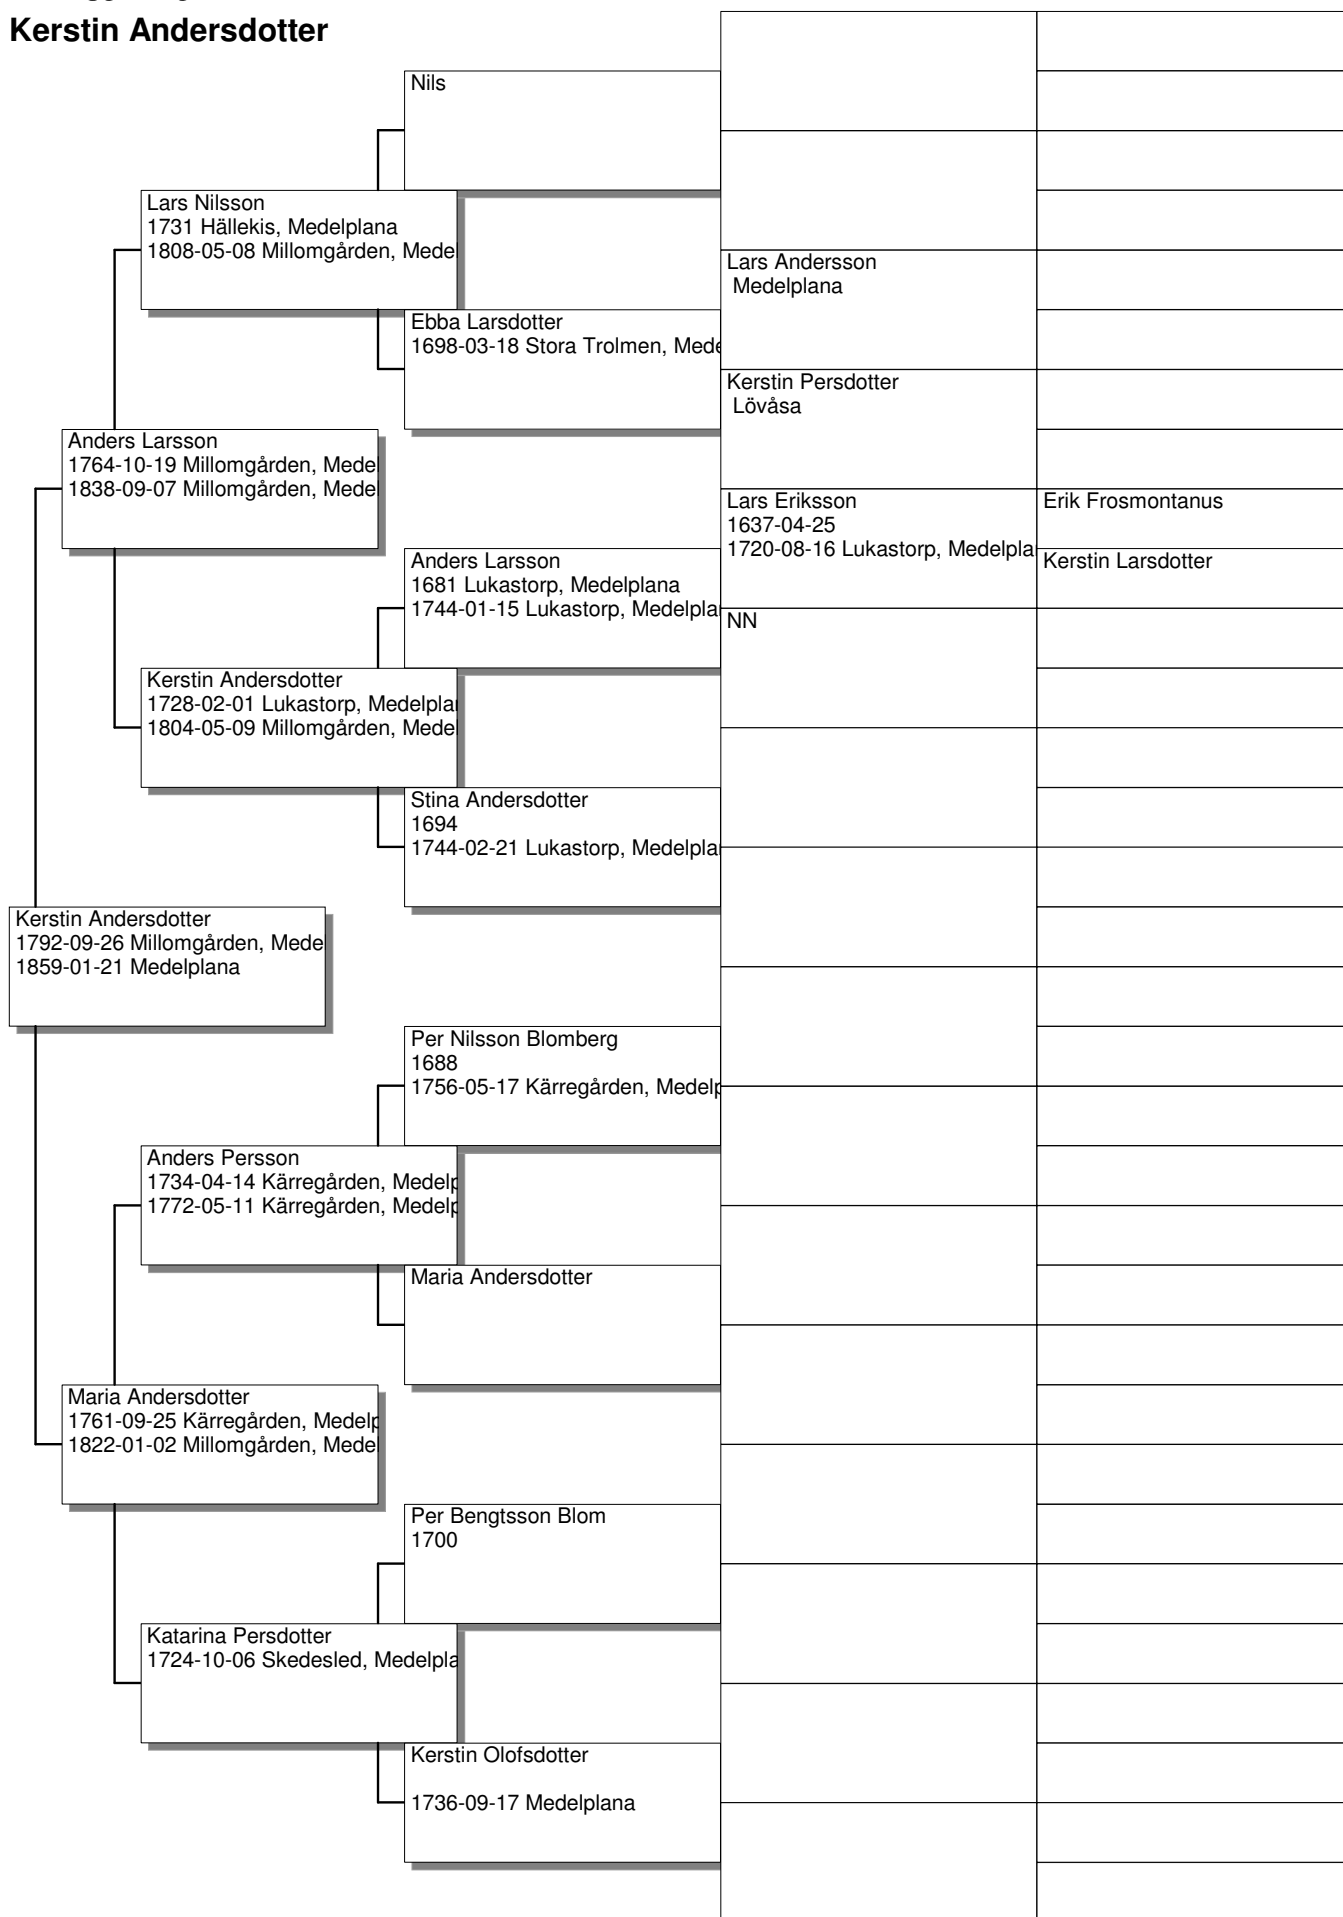 Kerstin Andersdotter
Nils
Lars Nilsson
1731 Hällekis, Medelplana
1808-05-08 Millomgården, Medel
Lars Andersson
Medelplana
Ebba Larsdotter
1698-03-18 Stora Trolmen, Mede
Kerstin Persdotter
Lövåsa
Anders Larsson
1764-10-19 Millomgården, Medel
1838-09-07 Millomgården, Medel
Lars Eriksson
1637-04-25
1720-08-16 Lukastorp, Medelpla
Erik Frosmontanus
Kerstin Larsdotter
Anders Larsson
1681 Lukastorp, Medelplana
1744-01-15 Lukastorp, Medelpla
NN
Kerstin Andersdotter
1728-02-01 Lukastorp, Medelpla
1804-05-09 Millomgården, Medel
Stina Andersdotter
1694
1744-02-21 Lukastorp, Medelpla
Kerstin Andersdotter
1792-09-26 Millomgården, Medel
1859-01-21 Medelplana
Per Nilsson Blomberg
1688
1756-05-17 Kärregården, Medelp
Anders Persson
1734-04-14 Kärregården, Medelp
1772-05-11 Kärregården, Medelp
Maria Andersdotter
Maria Andersdotter
1761-09-25 Kärregården, Medelp
1822-01-02 Millomgården, Medel
Per Bengtsson Blom
1700
Katarina Persdotter
1724-10-06 Skedesled, Medelpla
Kerstin Olofsdotter
1736-09-17 Medelplana